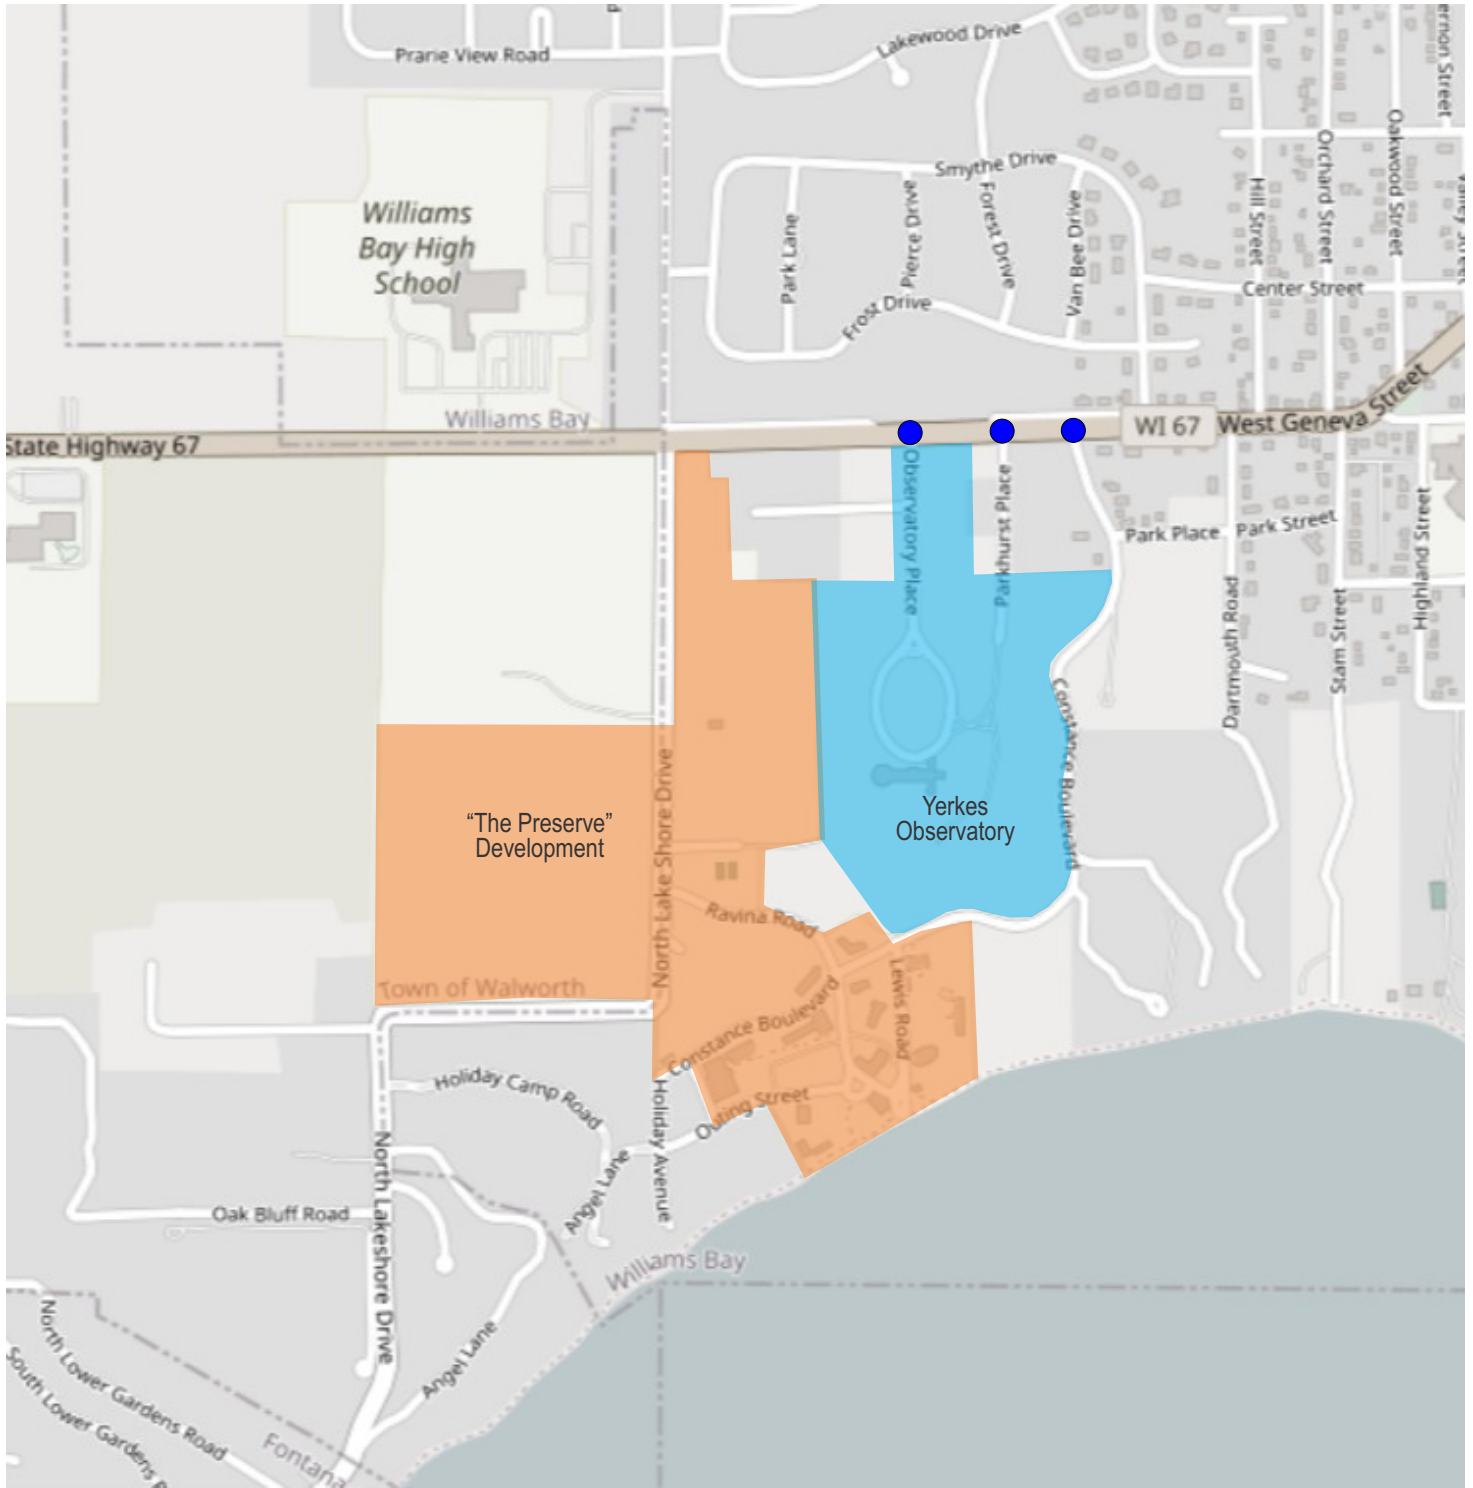 Prarie View Road
Lakewood Drive
Smythe Drive
Williams
Bay High
School
Park Lane
Pierce Drive
Forest Drive
Van Bee Drive
Hill Street
Orchard Street
Oakwood Street
Frost Drive
Center Street
Williams Bay
State Highway 67
WI 67
West Geneva Street
Observatory Place
Parkhurst Place
Park Place
Park Street
Highland Street
Dartmouth Road
Stam Street
Constance Boulevard
North Lake Shore Drive
“The Preserve”
Development
Yerkes
Observatory
Ravina Road
Lewis Road
Town of Walworth
Constance Boulevard
Outing Street
Holiday Camp Road
Holiday Avenue
Angel Lane
North Lakeshore Drive
Oak Bluff Road
Williams Bay
Angel Lane
North Lower Gardens Road
South Lower Gardens
Fontana